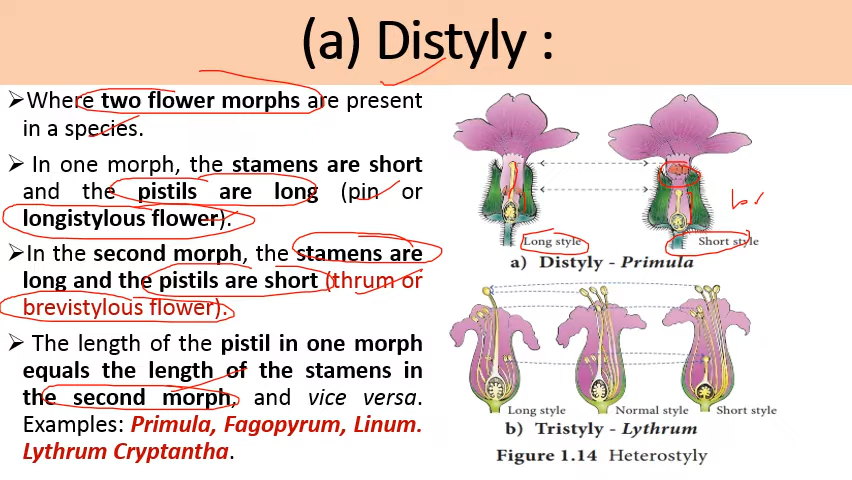 (a) Distyly :
➢Where two flower morphs are present
in a species.
➢ In one morph, the stamens are short
and the pistils are long (pin or
longistylous flower).
➢In the second morph, the stamens are
long and the pistils are short (thrum or
brevistylous flower).
➢ The length of the pistil in one morph
equals the length of the stamens in
the second morph, and vice versa.
Examples: Primula, Fagopyrum, Linum.
Lythrum Cryptantha.
Long style
Short style
a) Distyly - Primula
Long style
Normal style
Short style
b) Tristyly - Lythrum
Figure 1.14 Heterostyly